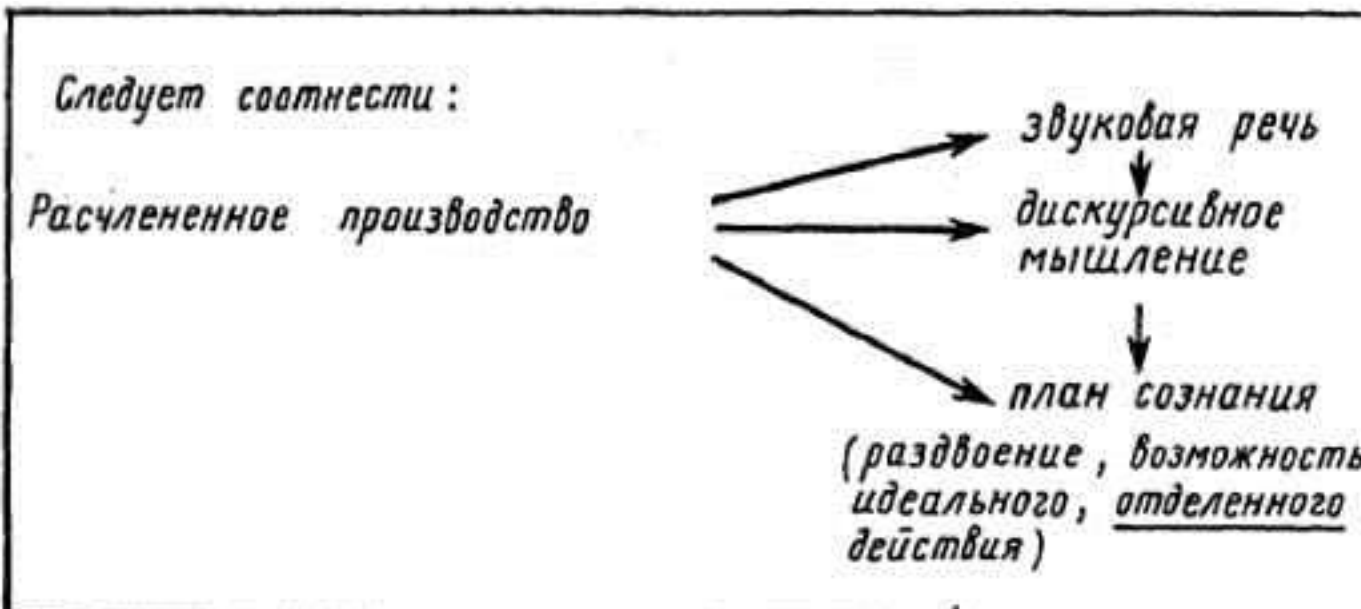 Следует соотнести:
звуковая речь
Расчлененное производство
дискурсивное
мышление
план сознания
(раздвоение, возможность
идеального, отделенного
действия)